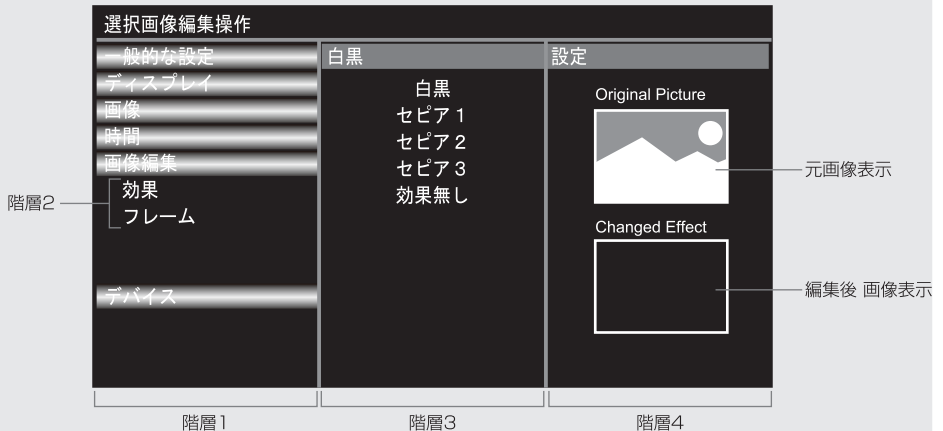 選択画像編集操作
一般的な設定
ディスプレイ
画像
時間
画像編集
効果
フレーム
デバイス
白黒
白黒
セピア1
セピア2
セピア3
効果無し
設定
Original Picture
Changed Effect
元画像表示
編集後 画像表示
階層2
階層1
階層3
階層4